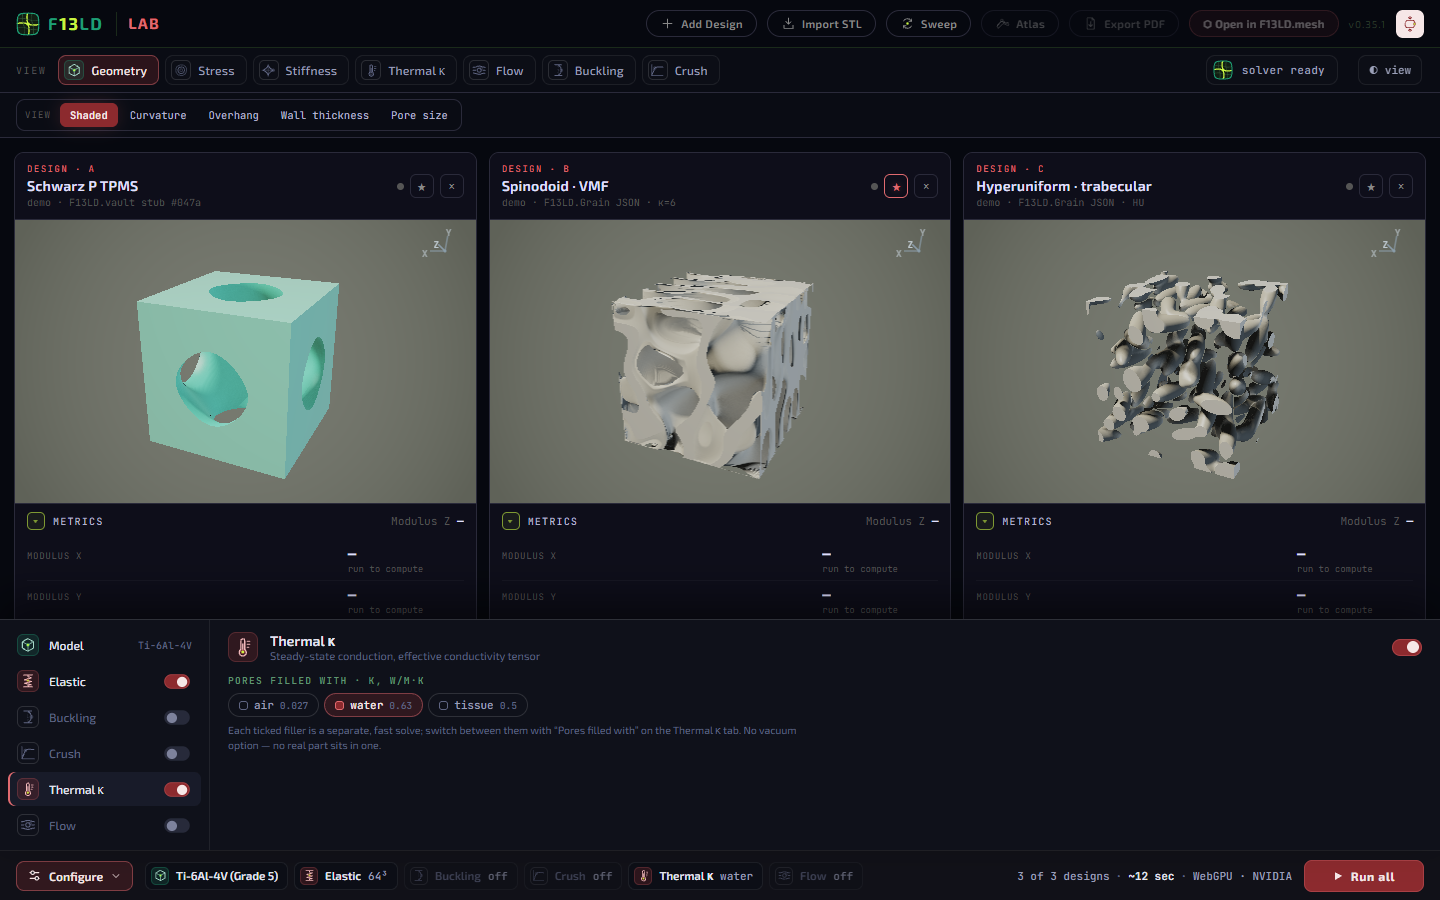 F13LD LAB
Add Design
Import STL
Sweep
Atlas
Export PDF
Open in F13LD.mesh
v0.35.1
VIEW
Geometry
Stress
Stiffness
Thermal κ
Flow
Buckling
Crush
solver ready
view
VIEW
Shaded
Curvature
Overhang
Wall thickness
Pore size
DESIGN · A
Schwarz P TPMS
demo · F13LD.vault stub #047a
X Z Y
METRICS
Modulus Z —
MODULUS X
—
run to compute
MODULUS Y
—
run to compute
DESIGN · B
Spinodoid · VMF
demo · F13LD.Grain JSON · κ=6
X Z Y
METRICS
Modulus Z —
MODULUS X
—
run to compute
MODULUS Y
—
run to compute
DESIGN · C
Hyperuniform · trabecular
demo · F13LD.Grain JSON · HU
X Z Y
METRICS
Modulus Z —
MODULUS X
—
run to compute
MODULUS Y
—
run to compute
Model Ti-6Al-4V
Elastic
Buckling
Crush
Thermal κ
Flow
Thermal κ
Steady-state conduction, effective conductivity tensor
PORES FILLED WITH · K, W/M·K
air 0.027
water 0.63
tissue 0.5
Each ticked filler is a separate, fast solve; switch between them with "Pores filled with" on the Thermal κ tab. No vacuum
option — no real part sits in one.
Configure
Ti-6Al-4V (Grade 5)
Elastic 64³
Buckling off
Crush off
Thermal κ water
Flow off
3 of 3 designs · ~12 sec · WebGPU · NVIDIA
Run all